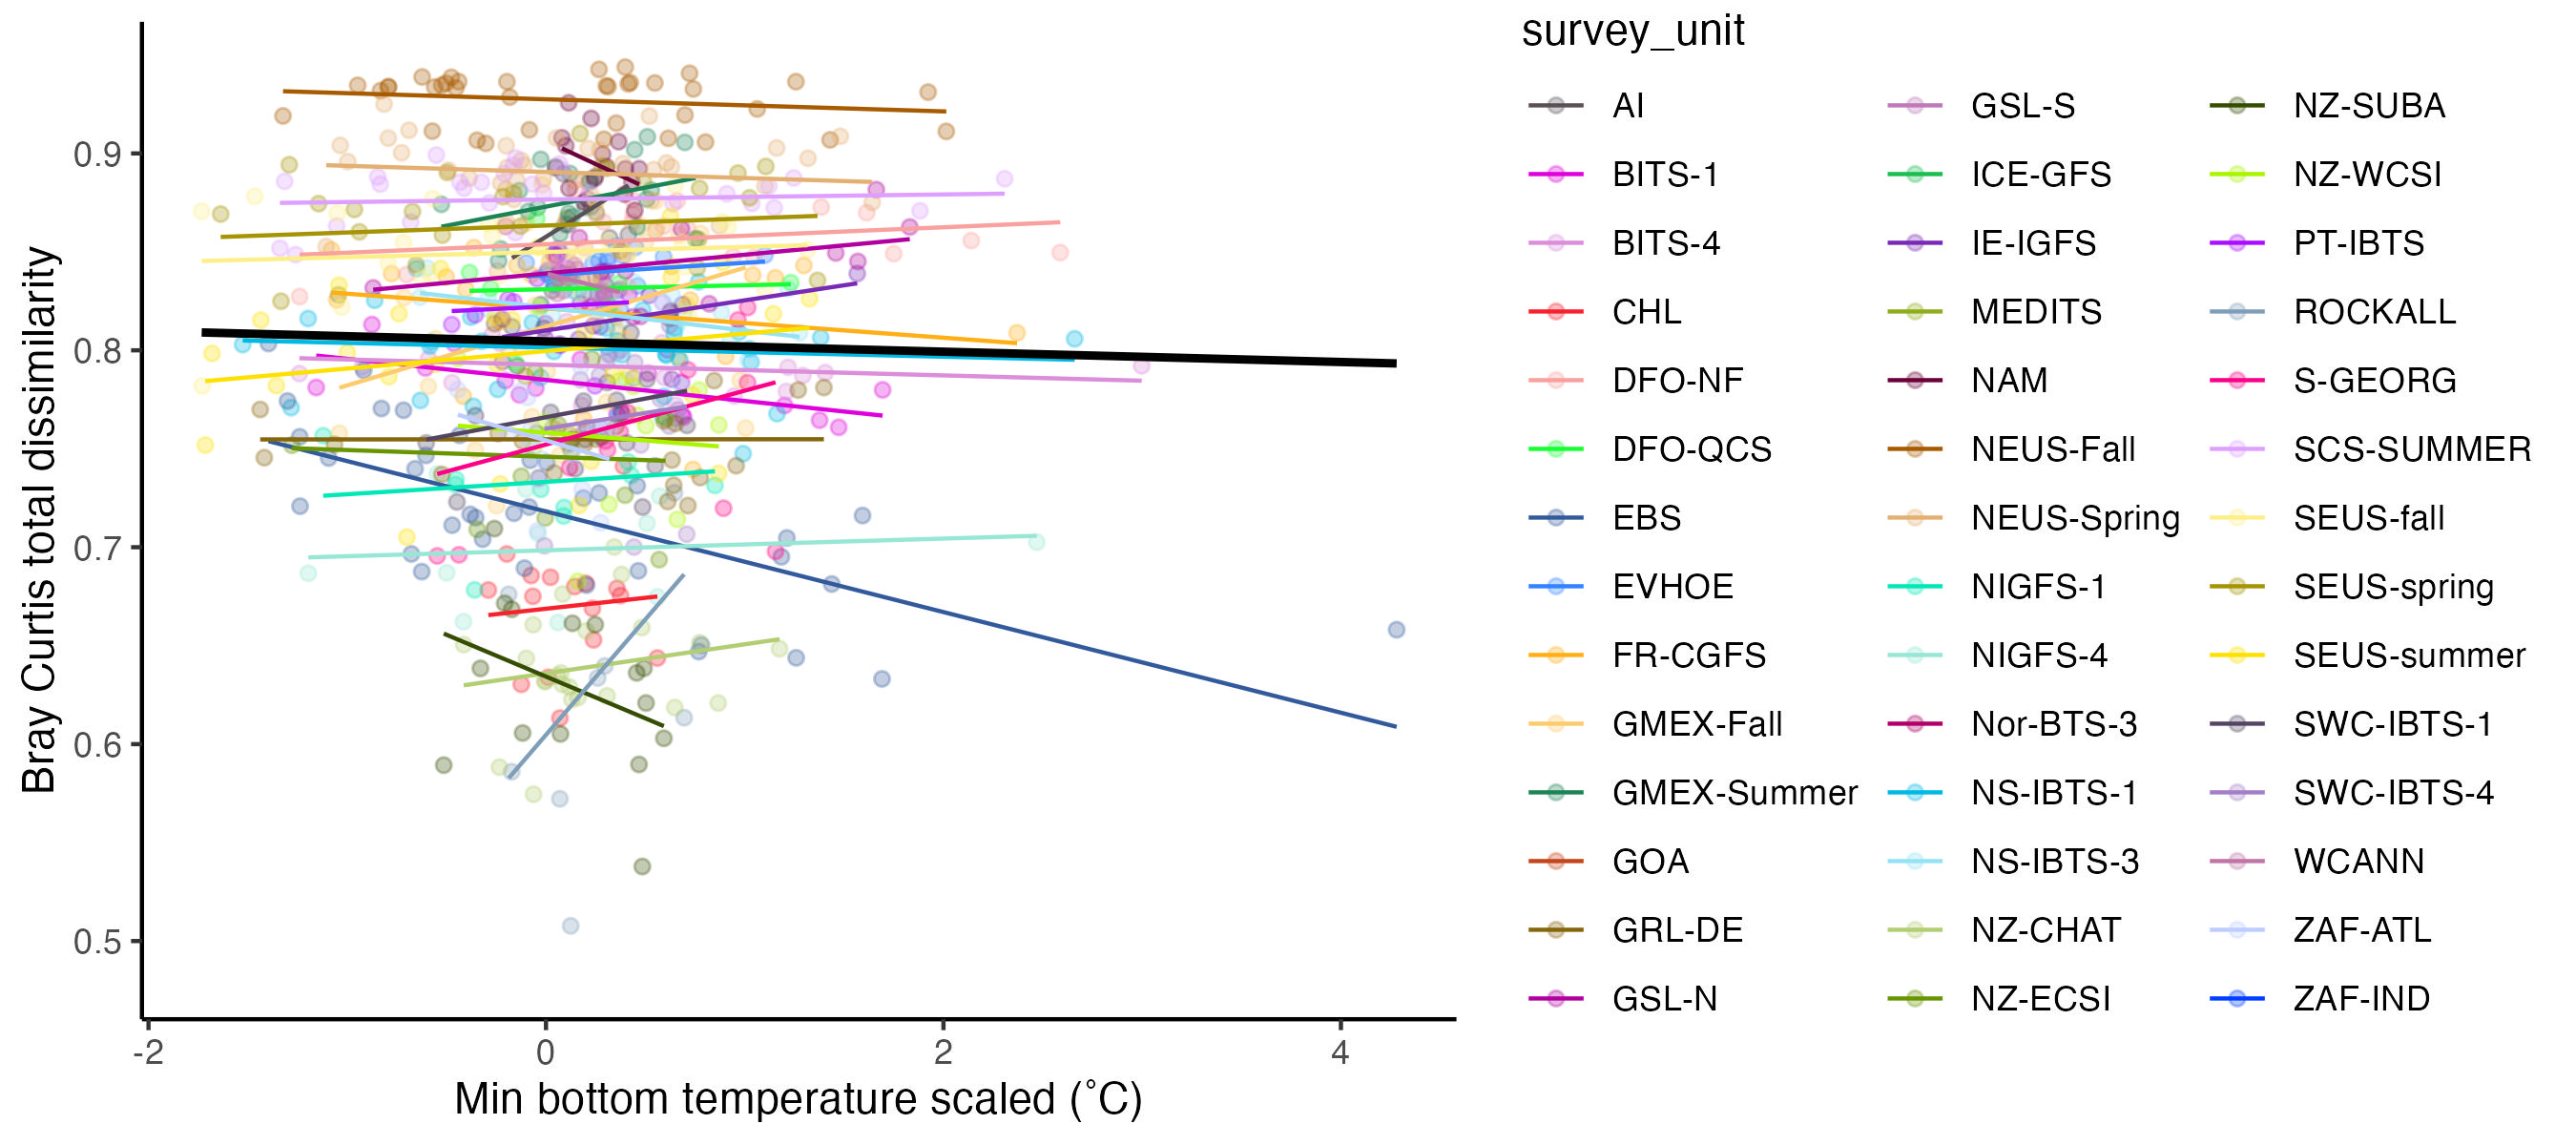 survey_unit
AI
BITS-1
BITS-4
CHL
DFO-NF
DFO-QCS
EBS
EVHOE
FR-CGFS
GMEX-Fall
GMEX-Summer
GOA
GRL-DE
GSL-N
GSL-S
ICE-GFS
IE-IGFS
MEDITS
NAM
NEUS-Fall
NEUS-Spring
NIGFS-1
NIGFS-4
Nor-BTS-3
NS-IBTS-1
NS-IBTS-3
NZ-CHAT
NZ-ECSI
NZ-SUBA
NZ-WCSI
PT-IBTS
ROCKALL
S-GEORG
SCS-SUMMER
SEUS-fall
SEUS-spring
SEUS-summer
SWC-IBTS-1
SWC-IBTS-4
WCANN
ZAF-ATL
ZAF-IND
Bray Curtis total dissimilarity
0.9
0.8
0.7
0.6
0.5
-2 0 2 4
Min bottom temperature scaled (˚C)